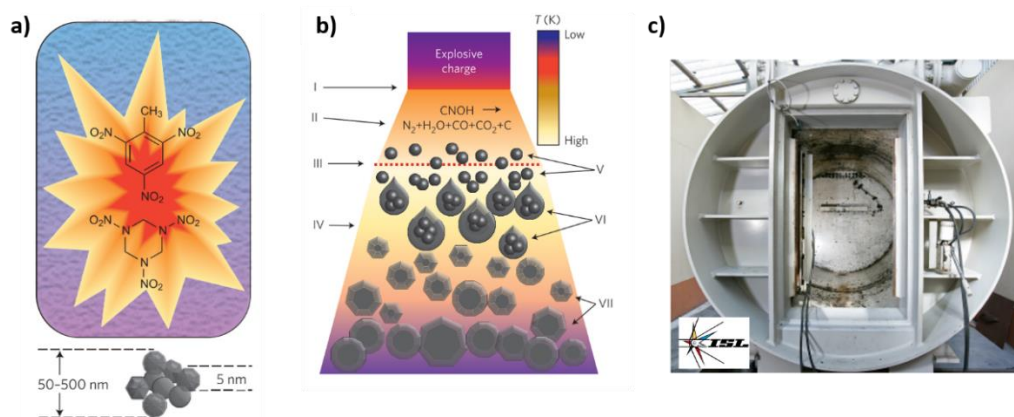 a)
CH₃
O₂N
NO₂
NO₂
O₂N
NO₂
N
N
N
NO₂
50–500 nm
5 nm
b)
Explosive
charge
T (K)
Low
High
I
II
CNOH →
N₂+H₂O+CO+CO₂+C
III
V
IV
VI
VII
c)
ISL